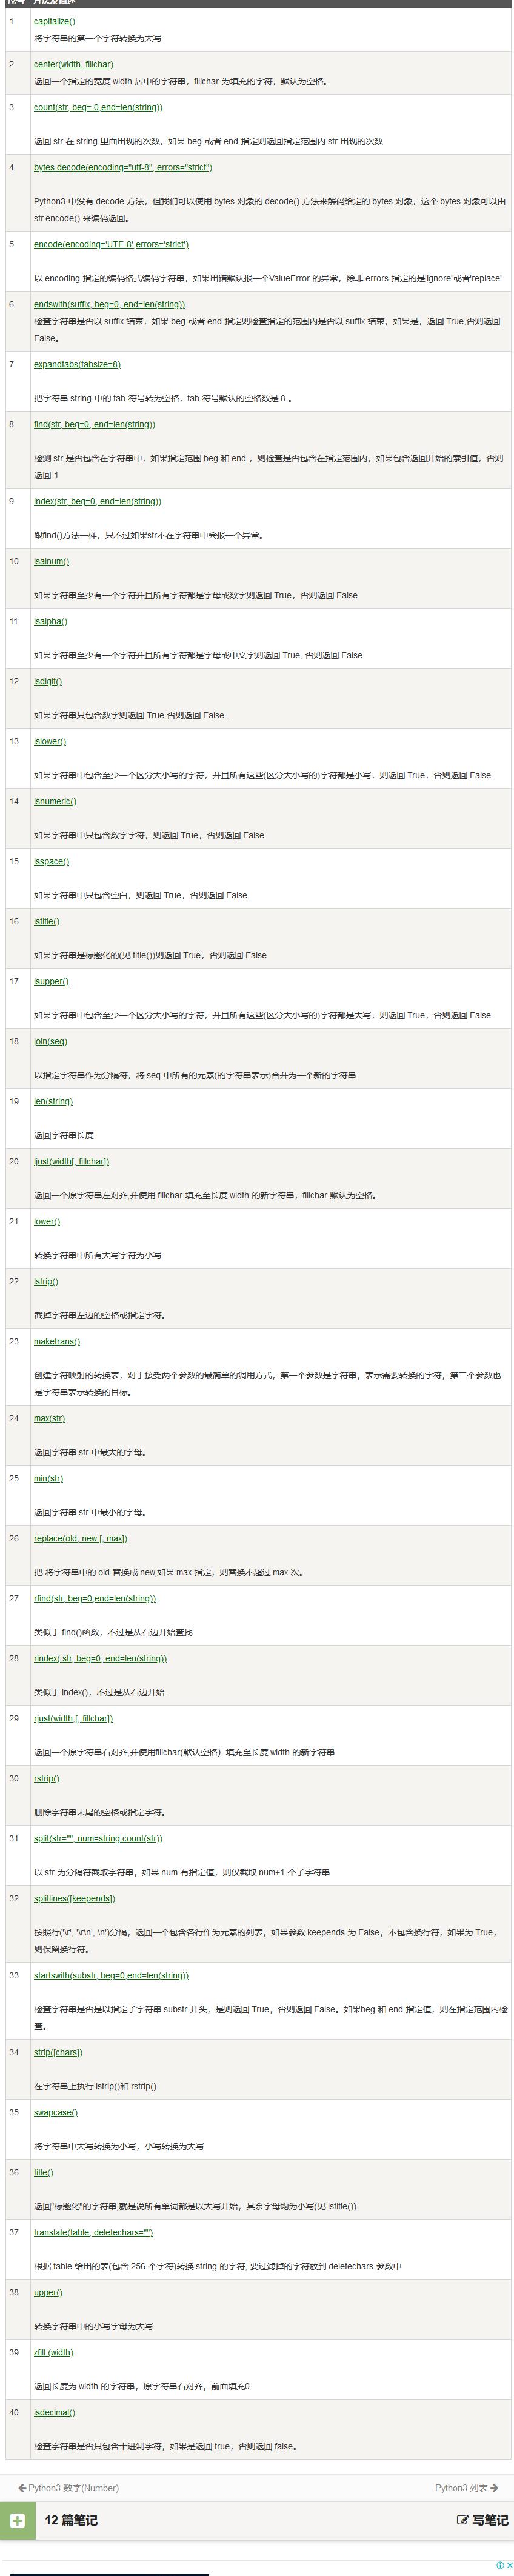 序号 方法及描述
1 capitalize()
将字符串的第一个字符转换为大写
2 center(width, fillchar)
返回一个指定的宽度 width 居中的字符串，fillchar 为填充的字符，默认为空格。
3 count(str, beg= 0,end=len(string))
返回 str 在 string 里面出现的次数，如果 beg 或者 end 指定则返回指定范围内 str 出现的次数
4 bytes.decode(encoding="utf-8", errors="strict")
Python3 中没有 decode 方法，但我们可以使用 bytes 对象的 decode() 方法来解码给定的 bytes 对象，这个 bytes 对象可以由
str.encode() 来编码返回。
5 encode(encoding='UTF-8',errors='strict')
以 encoding 指定的编码格式编码字符串，如果出错默认报一个ValueError 的异常，除非 errors 指定的是'ignore'或者'replace'
6 endswith(suffix, beg=0, end=len(string))
检查字符串是否以 suffix 结束，如果 beg 或者 end 指定则检查指定的范围内是否以 suffix 结束，如果是，返回 True,否则返回
False。
7 expandtabs(tabsize=8)
把字符串 string 中的 tab 符号转为空格，tab 符号默认的空格数是 8 。
8 find(str, beg=0, end=len(string))
检测 str 是否包含在字符串中，如果指定范围 beg 和 end ，则检查是否包含在指定范围内，如果包含返回开始的索引值，否则
返回-1
9 index(str, beg=0, end=len(string))
跟find()方法一样，只不过如果str不在字符串中会报一个异常。
10 isalnum()
如果字符串至少有一个字符并且所有字符都是字母或数字则返回 True，否则返回 False
11 isalpha()
如果字符串至少有一个字符并且所有字符都是字母或中文字则返回 True, 否则返回 False
12 isdigit()
如果字符串只包含数字则返回 True 否则返回 False..
13 islower()
如果字符串中包含至少一个区分大小写的字符，并且所有这些(区分大小写的)字符都是小写，则返回 True，否则返回 False
14 isnumeric()
如果字符串中只包含数字字符，则返回 True，否则返回 False
15 isspace()
如果字符串中只包含空白，则返回 True，否则返回 False.
16 istitle()
如果字符串是标题化的(见 title())则返回 True，否则返回 False
17 isupper()
如果字符串中包含至少一个区分大小写的字符，并且所有这些(区分大小写的)字符都是大写，则返回 True，否则返回 False
18 join(seq)
以指定字符串作为分隔符，将 seq 中所有的元素(的字符串表示)合并为一个新的字符串
19 len(string)
返回字符串长度
20 ljust(width[, fillchar])
返回一个原字符串左对齐,并使用 fillchar 填充至长度 width 的新字符串，fillchar 默认为空格。
21 lower()
转换字符串中所有大写字符为小写.
22 lstrip()
截掉字符串左边的空格或指定字符。
23 maketrans()
创建字符映射的转换表，对于接受两个参数的最简单的调用方式，第一个参数是字符串，表示需要转换的字符，第二个参数也
是字符串表示转换的目标。
24 max(str)
返回字符串 str 中最大的字母。
25 min(str)
返回字符串 str 中最小的字母。
26 replace(old, new [, max])
把 将字符串中的 old 替换成 new,如果 max 指定，则替换不超过 max 次。
27 rfind(str, beg=0,end=len(string))
类似于 find()函数，不过是从右边开始查找.
28 rindex( str, beg=0, end=len(string))
类似于 index()，不过是从右边开始.
29 rjust(width,[, fillchar])
返回一个原字符串右对齐,并使用fillchar(默认空格）填充至长度 width 的新字符串
30 rstrip()
删除字符串末尾的空格或指定字符。
31 split(str="", num=string.count(str))
以 str 为分隔符截取字符串，如果 num 有指定值，则仅截取 num+1 个子字符串
32 splitlines([keepends])
按照行('\r', '\r\n', \n')分隔，返回一个包含各行作为元素的列表，如果参数 keepends 为 False，不包含换行符，如果为 True，
则保留换行符。
33 startswith(substr, beg=0,end=len(string))
检查字符串是否是以指定子字符串 substr 开头，是则返回 True，否则返回 False。如果beg 和 end 指定值，则在指定范围内检
查。
34 strip([chars])
在字符串上执行 lstrip()和 rstrip()
35 swapcase()
将字符串中大写转换为小写，小写转换为大写
36 title()
返回"标题化"的字符串,就是说所有单词都是以大写开始，其余字母均为小写(见 istitle())
37 translate(table, deletechars="")
根据 table 给出的表(包含 256 个字符)转换 string 的字符, 要过滤掉的字符放到 deletechars 参数中
38 upper()
转换字符串中的小写字母为大写
39 zfill (width)
返回长度为 width 的字符串，原字符串右对齐，前面填充0
40 isdecimal()
检查字符串是否只包含十进制字符，如果是返回 true，否则返回 false。
Python3 数字(Number) Python3 列表
12 篇笔记 写笔记